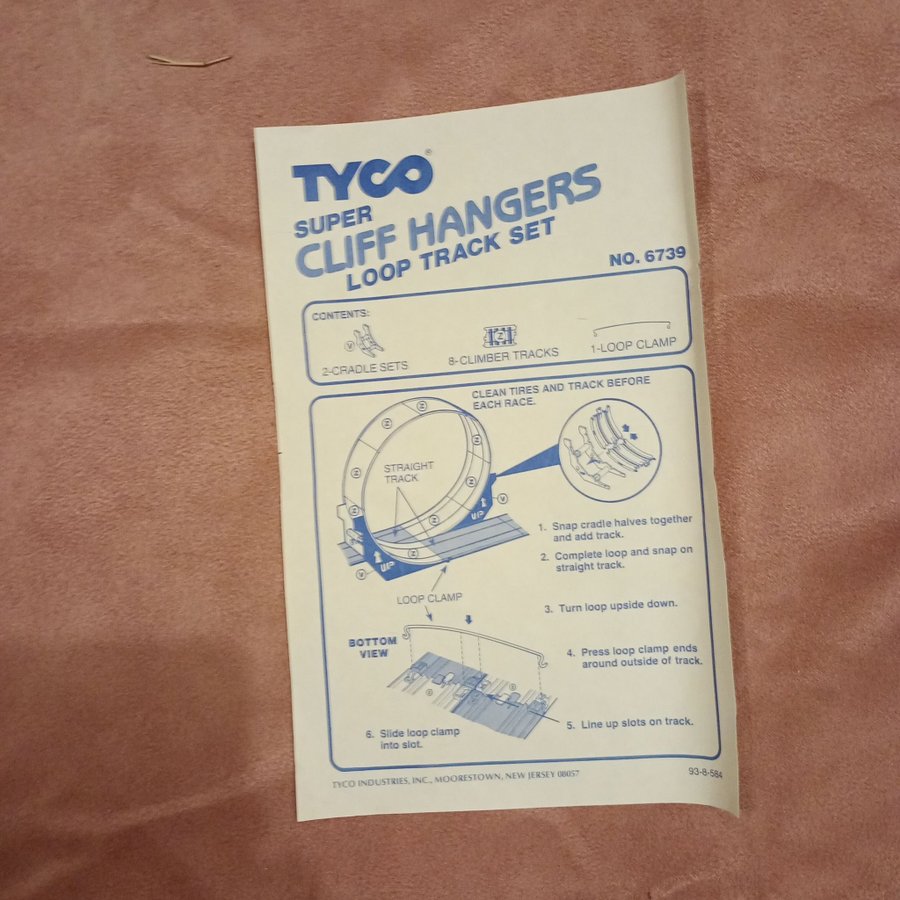 TYCO®
SUPER
CLIFF HANGERS
LOOP TRACK SET
NO. 6739
CONTENTS:
V
Z
2-CRADLE SETS
8-CLIMBER TRACKS
1-LOOP CLAMP
CLEAN TIRES AND TRACK BEFORE
EACH RACE.
Z
Z
Z
STRAIGHT
TRACK
Z
Z
Z
Z
V
UP
UP
V
1. Snap cradle halves together
and add track.
2. Complete loop and snap on
straight track.
LOOP CLAMP
3. Turn loop upside down.
BOTTOM
VIEW
4. Press loop clamp ends
around outside of track.
5. Line up slots on track.
6. Slide loop clamp
into slot.
TYCO INDUSTRIES, INC., MOORESTOWN, NEW JERSEY 08057
93-8-584